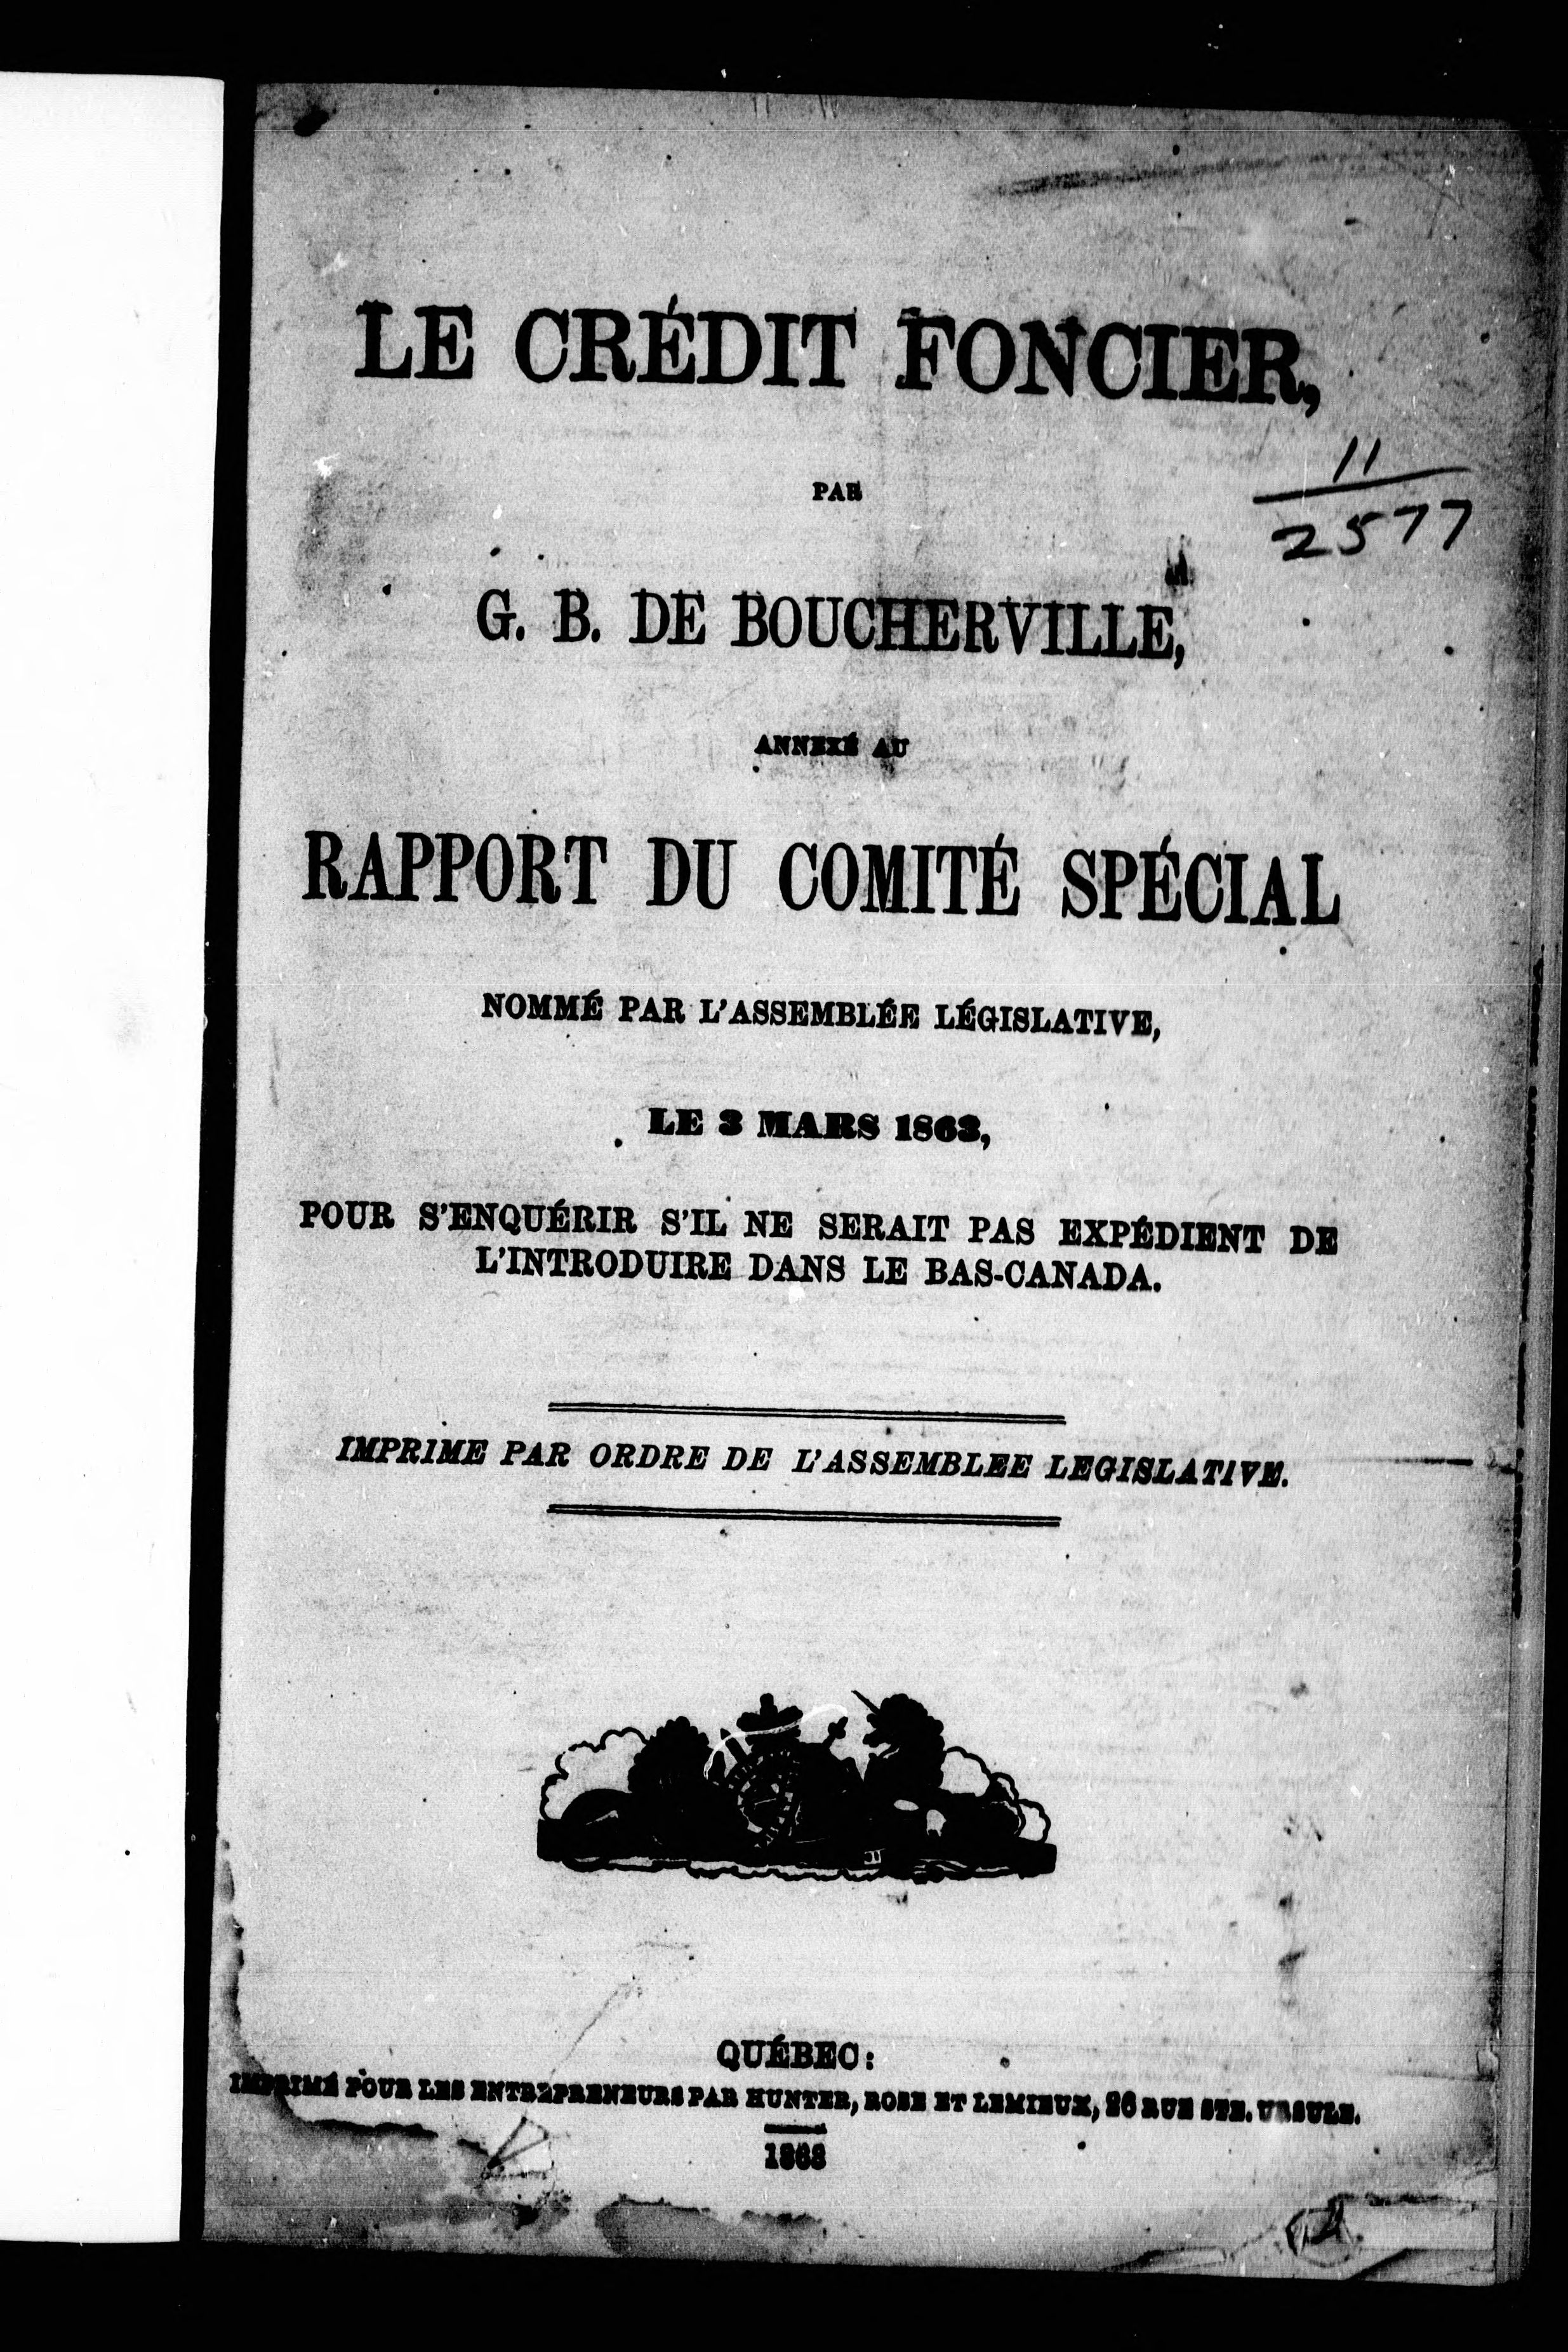 LE CRÉDIT FONCIER,
PAR
11
2577
G. B. DE BOUCHERVILLE,
ANNEXÉ AU
RAPPORT DU COMITÉ SPÉCIAL
NOMMÉ PAR L'ASSEMBLÉE LÉGISLATIVE,
LE 3 MARS 1863,
POUR S'ENQUÉRIR S'IL NE SERAIT PAS EXPÉDIENT DE
L'INTRODUIRE DANS LE BAS-CANADA.
IMPRIME PAR ORDRE DE L'ASSEMBLEE LEGISLATIVE.
QUÉBEC:
IMPRIMÉ POUR LES ENTREPRENEURS PAR HUNTER, ROSE ET LEMIEUX, 26 RUE STE. URSULE.
1863